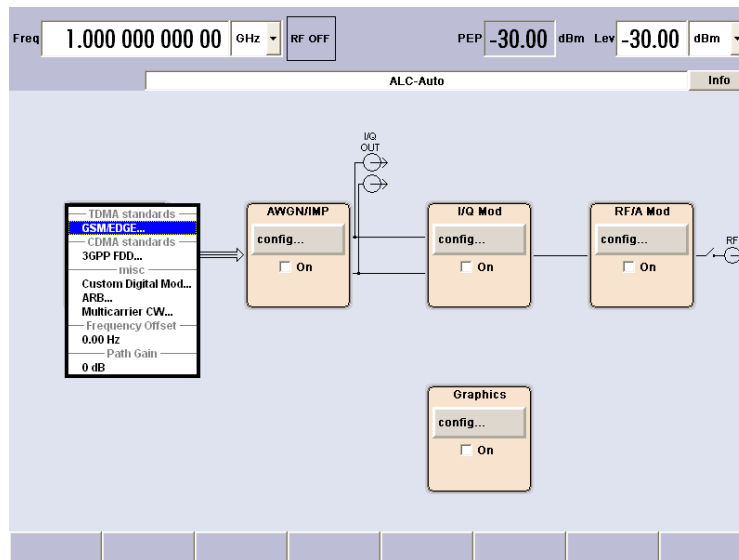 Freq 1.000 000 000 00 GHz RF OFF PEP -30.00 dBm Lev -30.00 dBm
ALC-Auto Info
I/Q
OUT
TDMA standards
GSM/EDGE...
CDMA standards
3GPP FDD...
misc
Custom Digital Mod...
ARB...
Multicarrier CW...
Frequency Offset
0.00 Hz
Path Gain
0 dB
AWGN/IMP
config...
On
I/Q Mod
config...
On
RF/A Mod
config...
On
RF
Graphics
config...
On